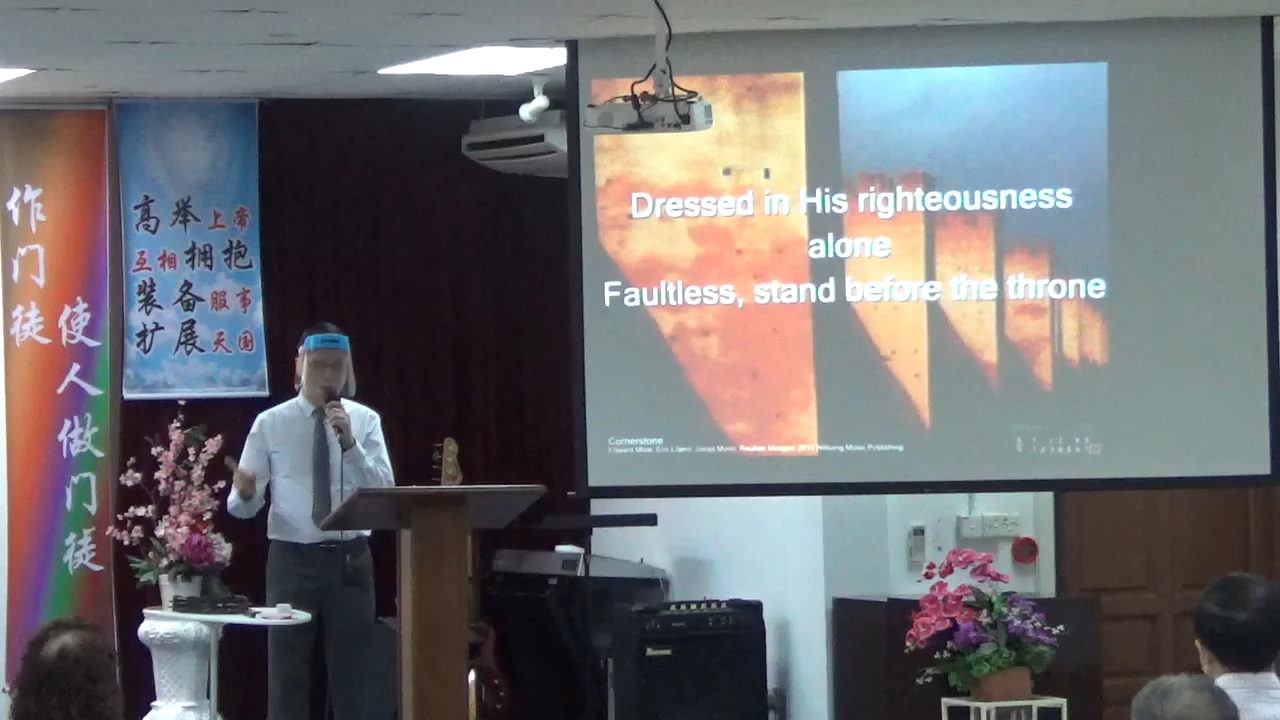 作门徒
使人做门徒
高举上帝
互相拥抱
装备服事
扩展天国
Dressed in His righteousness
alone
Faultless, stand before the throne
Cornerstone
Ibanez